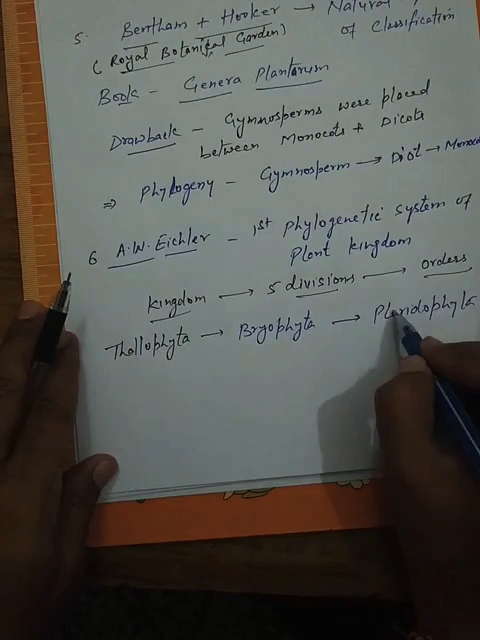 5. Bentham + Hooker → Natural
(Royal Botanical Garden) of Classification
Book - Genera Plantarum
Drawback - Gymnosperms were placed
between Monocots + Dicots
⇒ Phylogeny - Gymnosperm → Dicot → Monocot
6 A.W. Eichler - 1st Phylogenetic System of
Plant kingdom
Kingdom → 5 divisions → orders
Thallophyta → Bryophyta → Pteridophyta